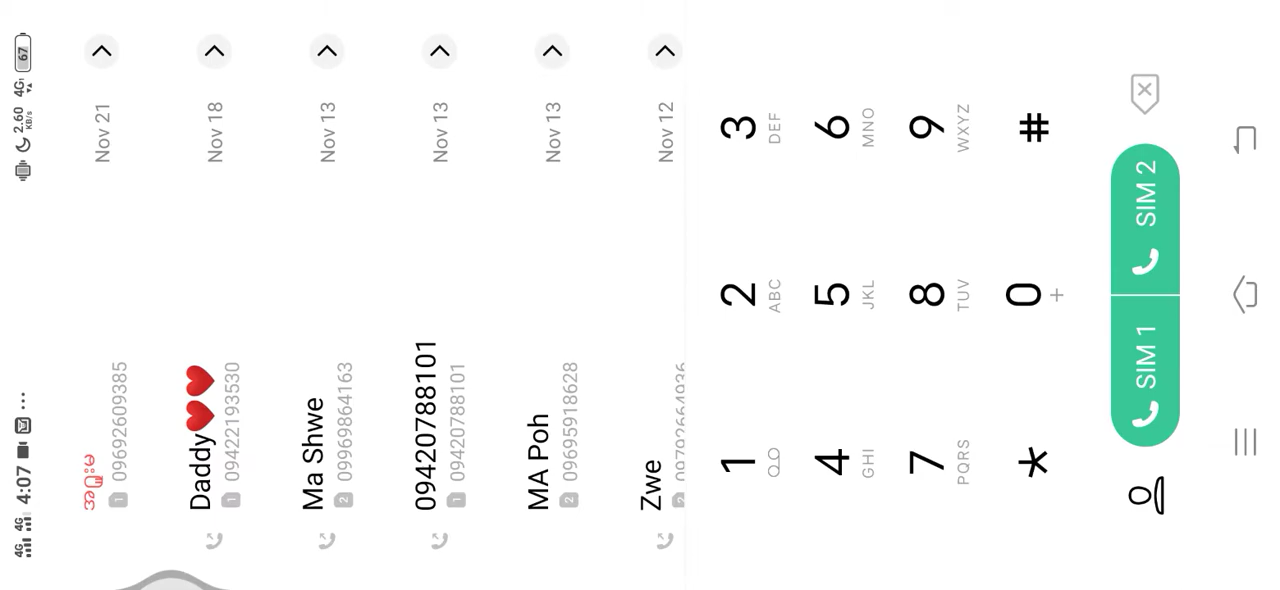 4G 4G 4:07 ... 2.60 KB/s 4G 67
Nov 21
1 09692609385
Daddy❤❤ Nov 18
1 09422193530
Ma Shwe Nov 13
2 09969864163
09420788101 Nov 13
1 09420788101
MA Poh Nov 13
2 09695918628
Zwe Nov 12
1 2 3
ABC DEF
4 5 6
GHI JKL MNO
7 8 9
PQRS TUV WXYZ
* 0 #
+
SIM 1 SIM 2